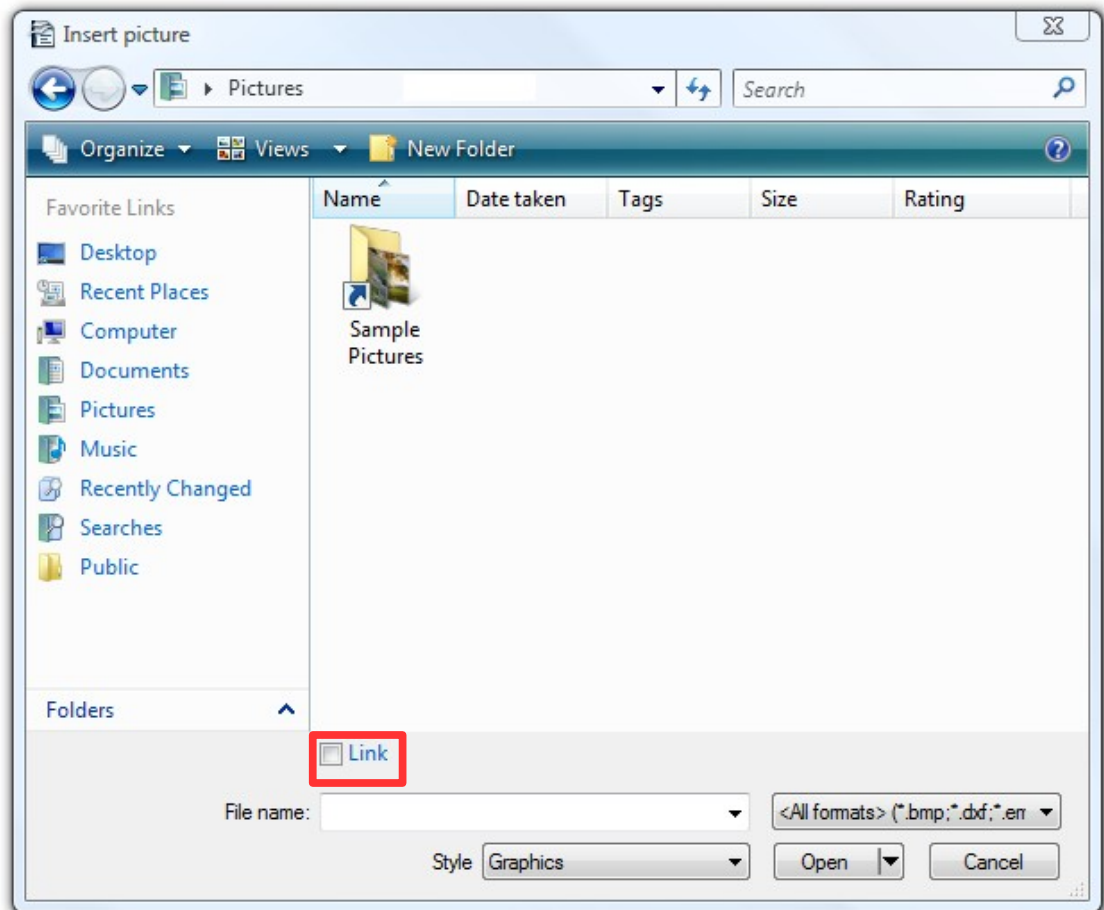 Insert picture
Pictures
Search
Organize Views New Folder
Favorite Links
Desktop
Recent Places
Computer
Documents
Pictures
Music
Recently Changed
Searches
Public
Folders
Name Date taken Tags Size Rating
Sample
Pictures
Link
File name: <All formats> (*.bmp;*.dxf;*.em
Style Graphics Open Cancel